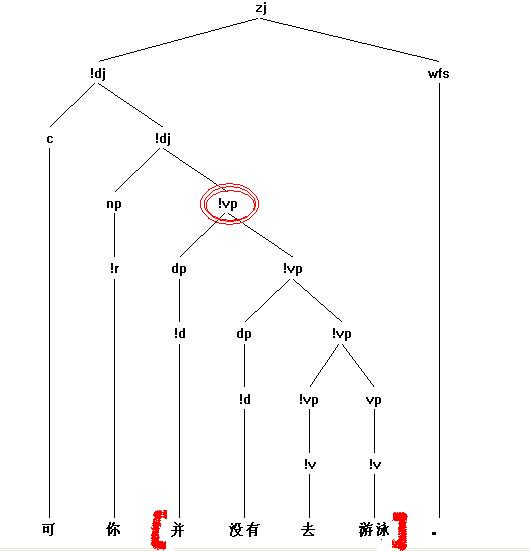 zj
!dj wfs
c !dj
np !vp
!r dp !vp
!d dp !vp
!d !vp vp
!v !v
可 你 [ 并 没有 去 游泳 ] 。